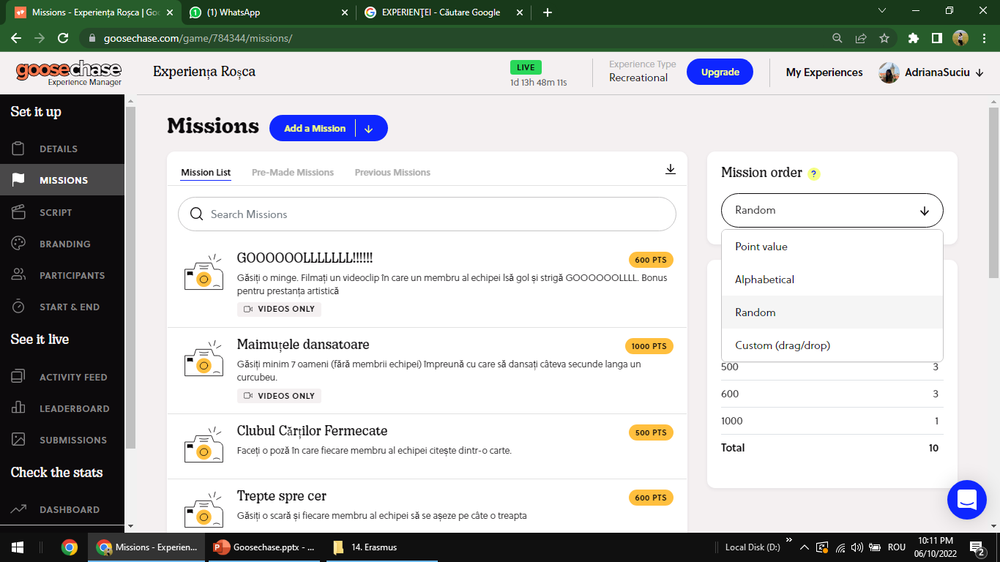 Missions - Experiența Roșca | Goo
(1) WhatsApp
EXPERIENŢEI - Căutare Google
goosechase.com/game/784344/missions/
goosechase
Experience Manager
Experiența Roșca
LIVE
1d 13h 48m 11s
Experience Type
Recreational
Upgrade
My Experiences
AdrianaSuciu
Set it up
DETAILS
MISSIONS
SCRIPT
BRANDING
PARTICIPANTS
START & END
See it live
ACTIVITY FEED
LEADERBOARD
SUBMISSIONS
Check the stats
DASHBOARD
Missions
Add a Mission
Mission List
Pre-Made Missions
Previous Missions
Search Missions
GOOOOOOLLLLLLL!!!!!!
600 PTS
Găsiți o minge. Filmați un videoclip în care un membru al echipei lsă gol și strigă GOOOOOOLLLL. Bonus
pentru prestanța artistică
VIDEOS ONLY
Maimuțele dansatoare
1000 PTS
Găsiți minim 7 oameni (fără membrii echipei) împreună cu care să dansați câteva secunde langa un
curcubeu.
VIDEOS ONLY
Clubul Cărților Fermecate
500 PTS
Faceți o poză în care fiecare membru al echipei citește dintr-o carte.
Trepte spre cer
600 PTS
Găsiți o scară și fiecare membru al echipei să se așeze pe câte o treapta
Mission order ?
Random
Point value
Alphabetical
Random
Custom (drag/drop)
500 3
600 3
1000 1
Total 10
Missions - Experien...
Goosechase.pptx - ...
14. Erasmus
Local Disk (D:)
ROU
10:11 PM
06/10/2022
2